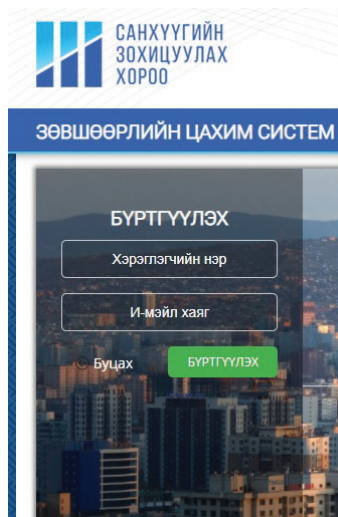 САНХҮҮГИЙН
ЗОХИЦУУЛАХ
ХОРОО
ЗӨВШӨӨРЛИЙН ЦАХИМ СИСТЕМ
БҮРТГҮҮЛЭХ
Хэрэглэгчийн нэр
И-мэйл хаяг
Буцах
БҮРТГҮҮЛЭХ